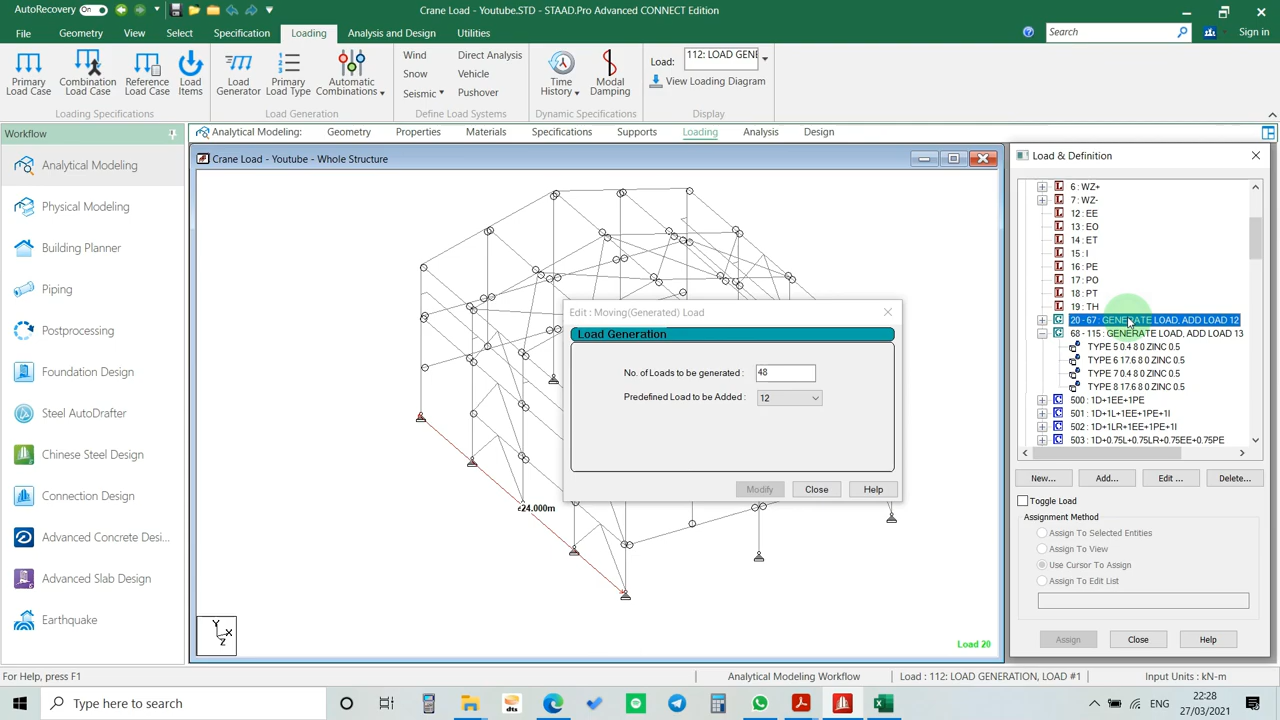 AutoRecovery On
Crane Load - Youtube.STD - STAAD.Pro Advanced CONNECT Edition
File Geometry View Select Specification Loading Analysis and Design Utilities
Search
Sign in
Primary Load Case
Combination Load Case
Reference Load Case
Load Items
Loading Specifications
Load Generator
Primary Load Type
Automatic Combinations
Load Generation
Wind
Snow
Seismic
Direct Analysis
Vehicle
Pushover
Define Load Systems
Time History
Modal Damping
Dynamic Specifications
Load: 112: LOAD GENE
View Loading Diagram
Display
Workflow
Analytical Modeling: Geometry Properties Materials Specifications Supports Loading Analysis Design
Analytical Modeling
Physical Modeling
Building Planner
Piping
Postprocessing
Foundation Design
Steel AutoDrafter
Chinese Steel Design
Connection Design
Advanced Concrete Desi...
Advanced Slab Design
Earthquake
Crane Load - Youtube - Whole Structure
24.000m
Y
X
Z
Load 20
Edit : Moving(Generated) Load
Load Generation
No. of Loads to be generated : 48
Predefined Load to be Added : 12
Modify Close Help
Load & Definition
6 : WZ+
7 : WZ-
12 : EE
13 : EO
14 : ET
15 : I
16 : PE
17 : PO
18 : PT
19 : TH
20 - 67 : GENERATE LOAD, ADD LOAD 12
68 - 115 : GENERATE LOAD, ADD LOAD 13
TYPE 5 0.4 8 0 ZINC 0.5
TYPE 6 17.6 8 0 ZINC 0.5
TYPE 7 0.4 8 0 ZINC 0.5
TYPE 8 17.6 8 0 ZINC 0.5
500 : 1D+1EE+1PE
501 : 1D+1L+1EE+1PE+1I
502 : 1D+1LR+1EE+1PE+1I
503 : 1D+0.75L+0.75LR+0.75EE+0.75PE
New... Add... Edit ... Delete...
Toggle Load
Assignment Method
Assign To Selected Entities
Assign To View
Use Cursor To Assign
Assign To Edit List
Assign Close Help
For Help, press F1
Analytical Modeling Workflow
Load : 112: LOAD GENERATION, LOAD #1
Input Units : kN-m
Type here to search
ENG
22:28
27/03/2021